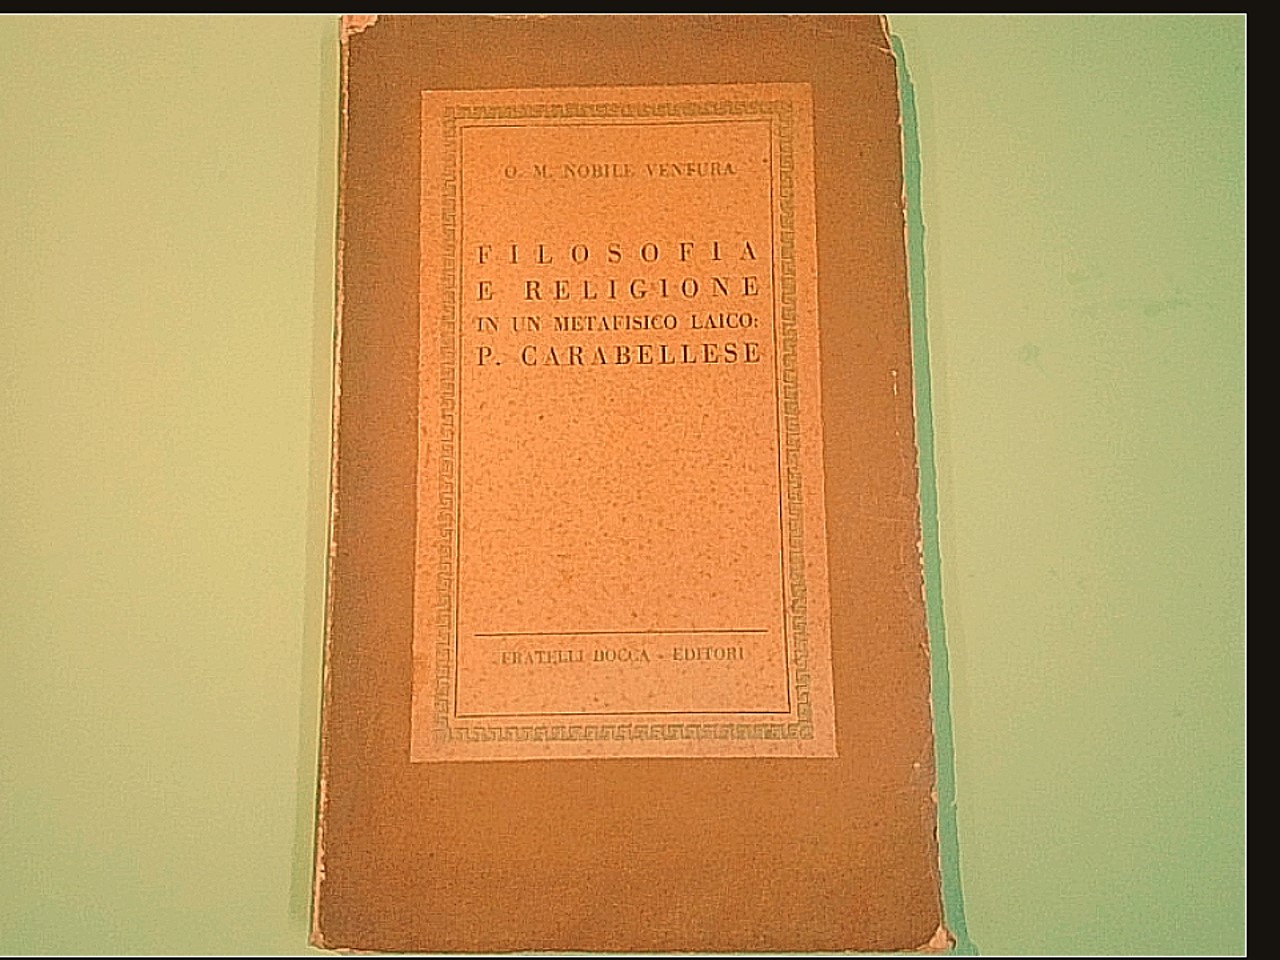 O. M. NOBILE VENTURA
FILOSOFIA
E RELIGIONE
IN UN METAFISICO LAICO:
P. CARABELLESE
FRATELLI BOCCA - EDITORI